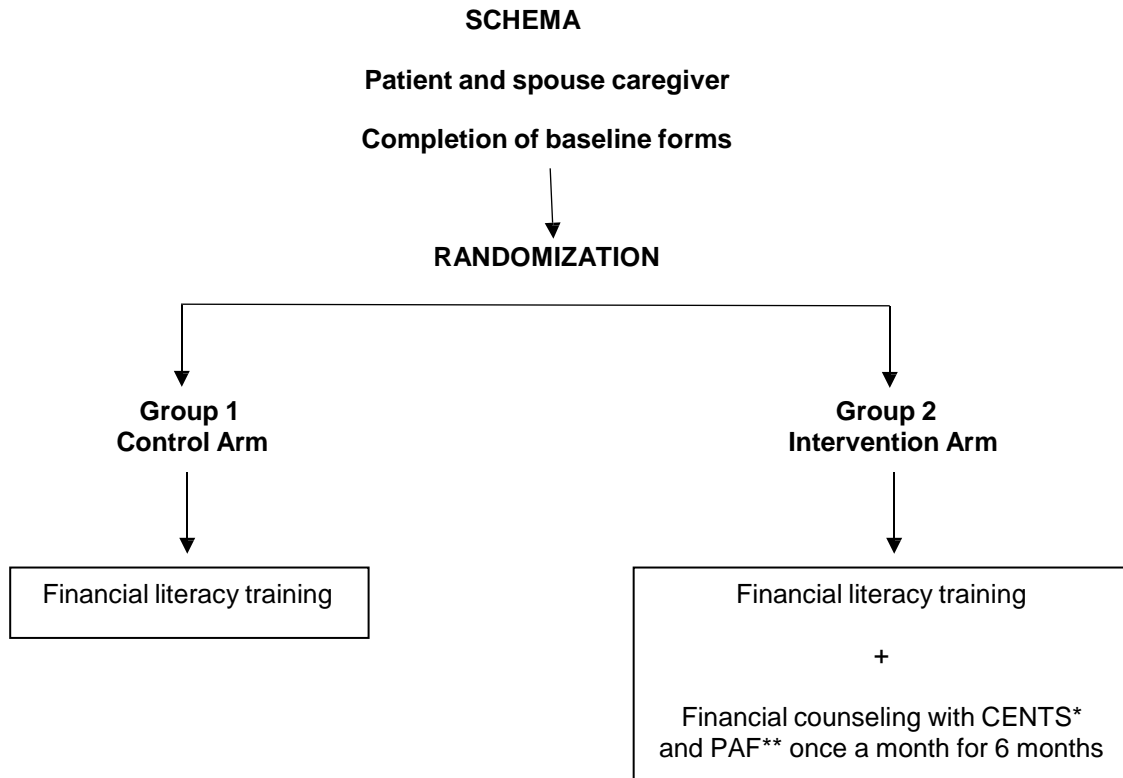 SCHEMA
Patient and spouse caregiver
Completion of baseline forms
RANDOMIZATION
Group 1
Control Arm
Group 2
Intervention Arm
Financial literacy training
Financial literacy training
+
Financial counseling with CENTS*
and PAF** once a month for 6 months